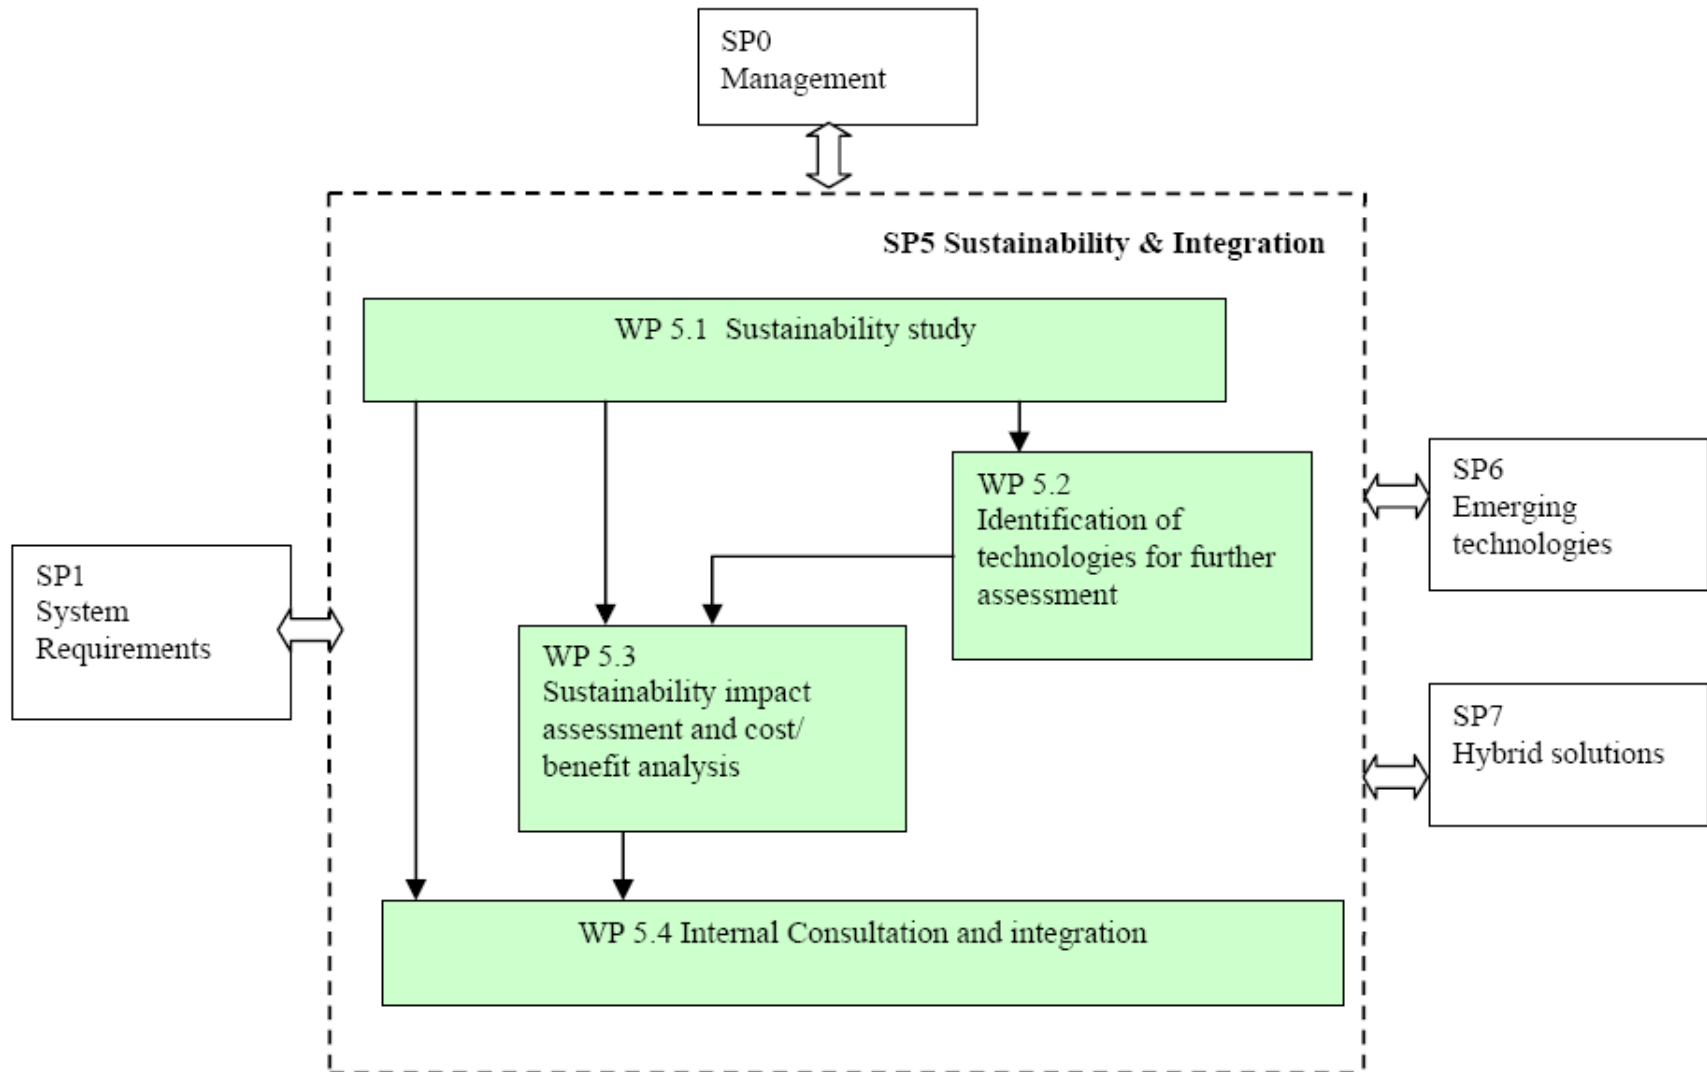 SP0
Management
SP5 Sustainability & Integration
WP 5.1  Sustainability study
WP 5.2
Identification of
technologies for further
assessment
SP6
Emerging
technologies
SP1
System
Requirements
WP 5.3
Sustainability impact
assessment and cost/
benefit analysis
SP7
Hybrid solutions
WP 5.4 Internal Consultation and integration